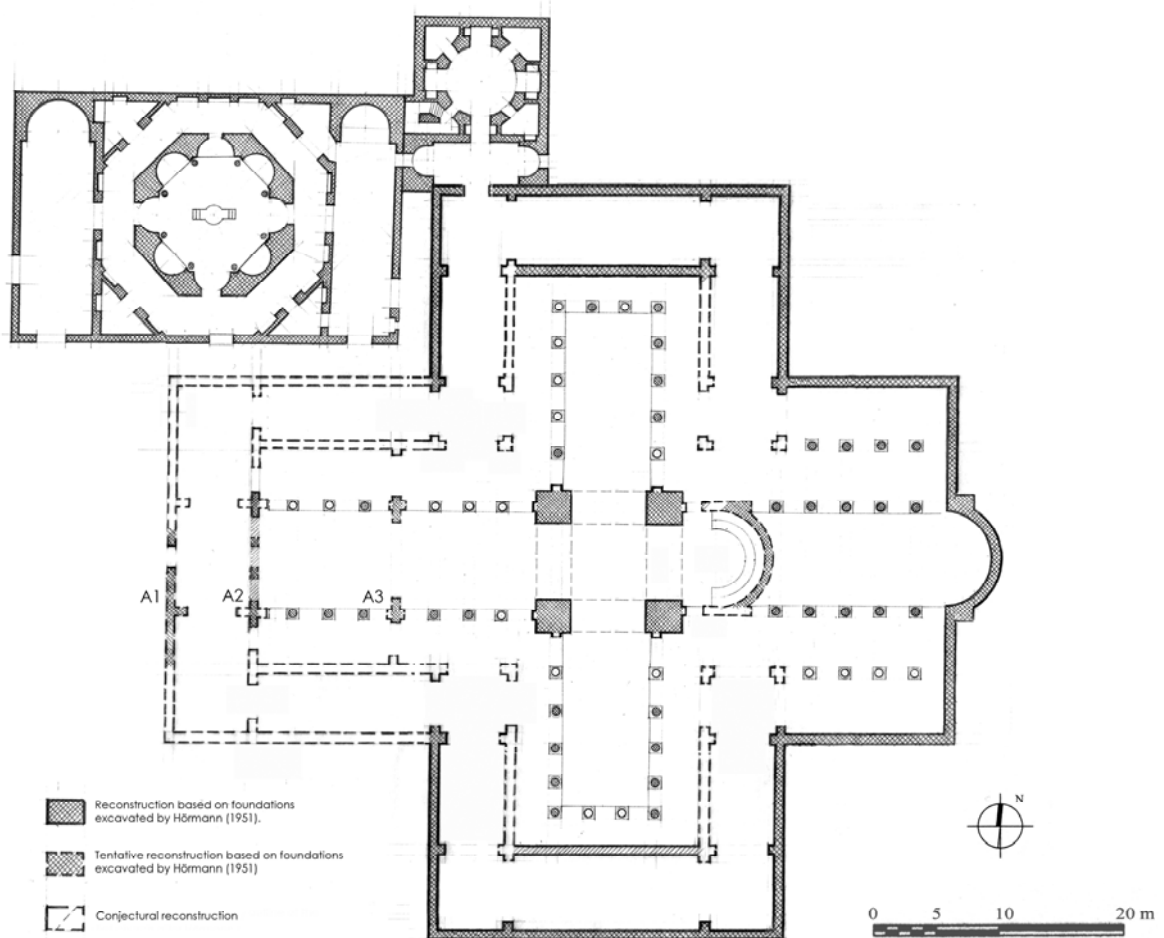 A1
A2
A3
Reconstruction based on foundations
excavated by Hörmann (1951).
Tentative reconstruction based on foundations
excavated by Hörmann (1951)
Conjectural reconstruction
N
0 5 10 20 m